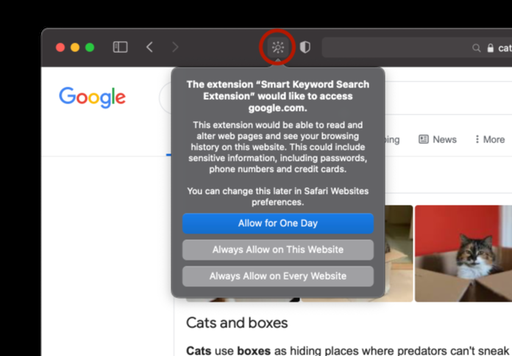 cat
Google
The extension “Smart Keyword Search
Extension” would like to access
google.com.
This extension would be able to read and
alter web pages and see your browsing
history on this website. This could include
sensitive information, including passwords,
phone numbers and credit cards.
You can change this later in Safari Websites
preferences.
Allow for One Day
Always Allow on This Website
Always Allow on Every Website
News
More
Cats and boxes
Cats use boxes as hiding places where predators can't sneak